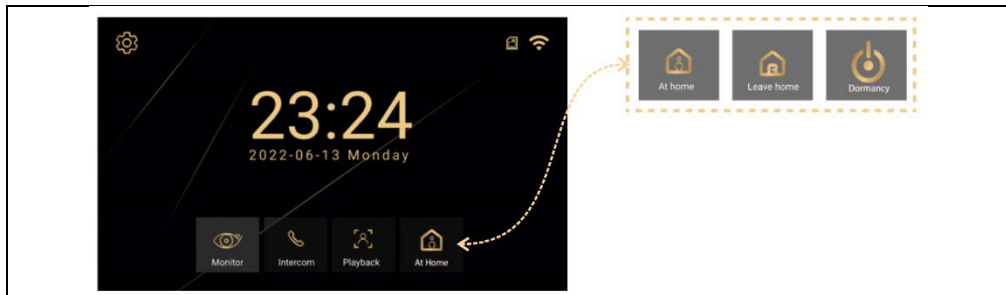 23:24
2022-06-13 Monday
Monitor Intercom Playback At Home
At home Leave home Dormancy